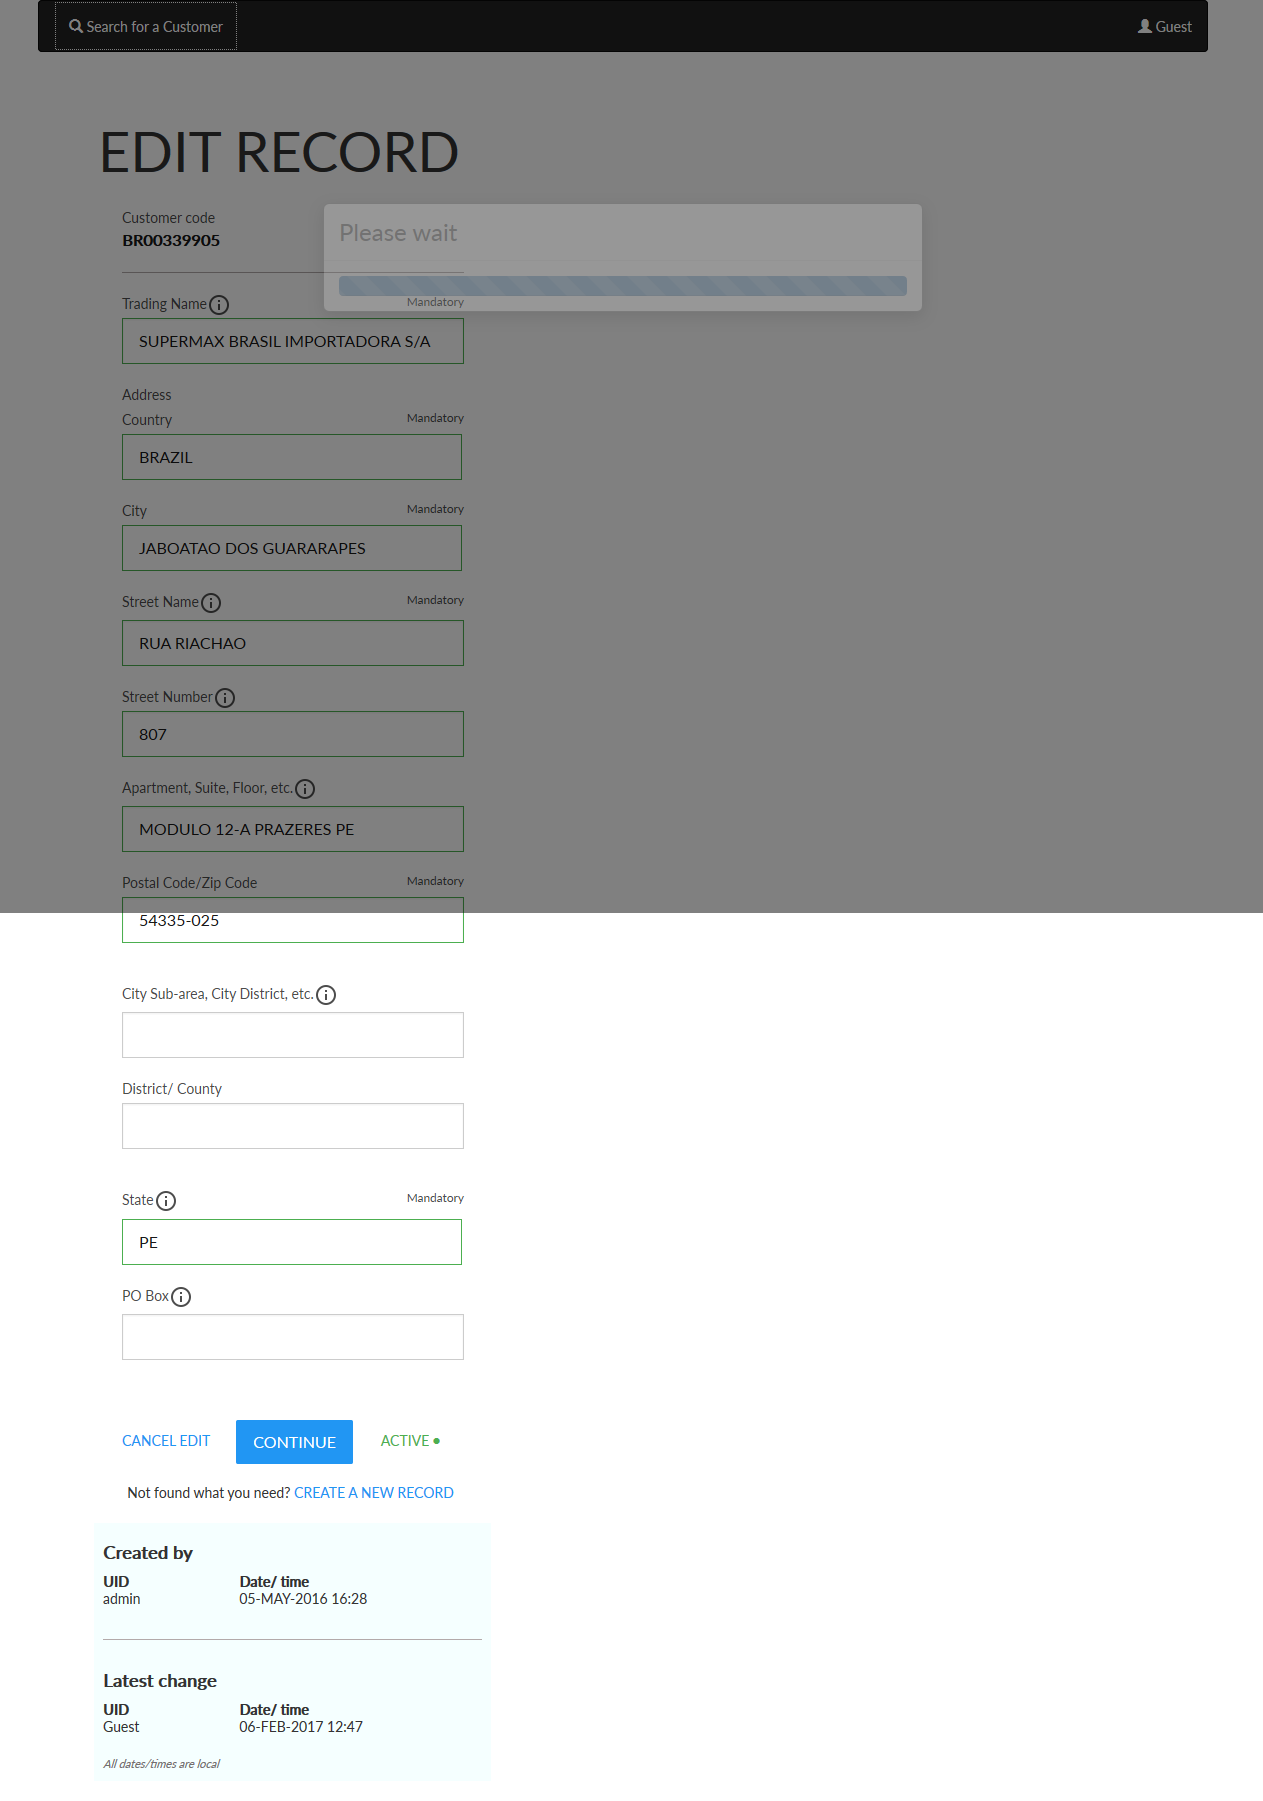 Search for a Customer
Guest
EDIT RECORD
Customer code
BR00339905
Please wait
Trading Name
Mandatory
SUPERMAX BRASIL IMPORTADORA S/A
Address
Country
Mandatory
BRAZIL
City
Mandatory
JABOATAO DOS GUARARAPES
Street Name
Mandatory
RUA RIACHAO
Street Number
807
Apartment, Suite, Floor, etc.
MODULO 12-A PRAZERES PE
Postal Code/Zip Code
Mandatory
54335-025
City Sub-area, City District, etc.
District/ County
State
Mandatory
PE
PO Box
CANCEL EDIT
CONTINUE
ACTIVE
Not found what you need? CREATE A NEW RECORD
Created by
UID
Date/ time
admin
05-MAY-2016 16:28
Latest change
UID
Date/ time
Guest
06-FEB-2017 12:47
All dates/times are local